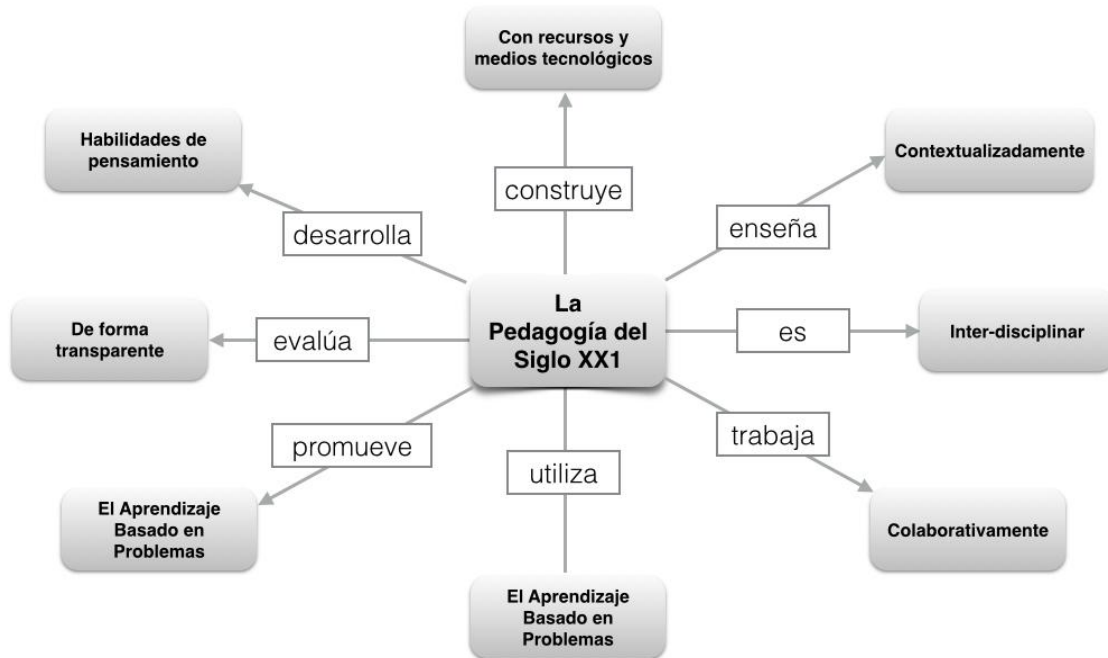 Con recursos y
medios tecnológicos
Habilidades de
pensamiento
Contextualizadamente
construye
desarrolla
enseña
La
Pedagogía del
Siglo XX1
De forma
transparente
evalúa
es
Inter-disciplinar
promueve
trabaja
utiliza
El Aprendizaje
Basado en
Problemas
Colaborativamente
El Aprendizaje
Basado en
Problemas